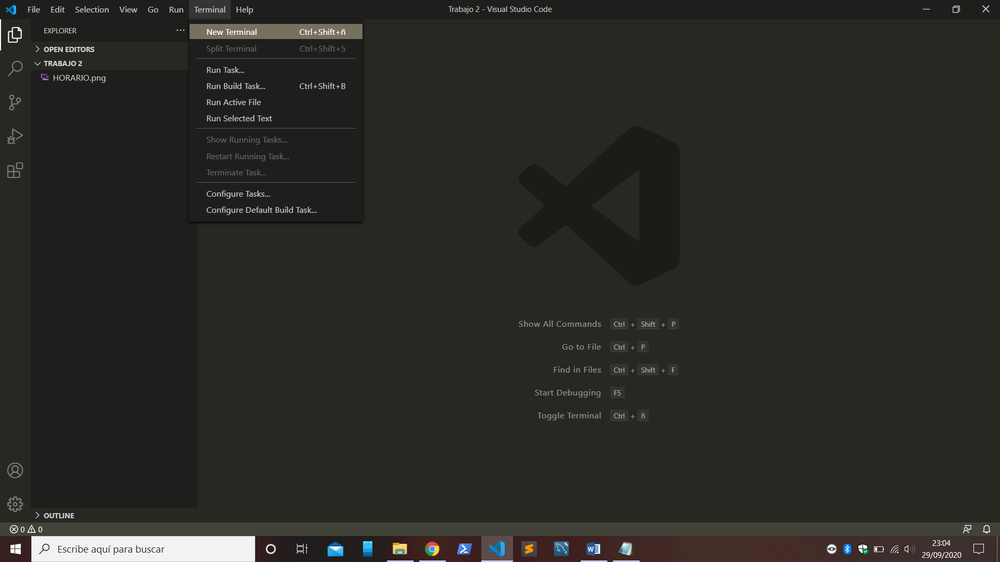 File Edit Selection View Go Run Terminal Help
Trabajo 2 - Visual Studio Code
EXPLORER
OPEN EDITORS
TRABAJO 2
HORARIO.png
New Terminal Ctrl+Shift+ñ
Split Terminal Ctrl+Shift+5
Run Task...
Run Build Task... Ctrl+Shift+B
Run Active File
Run Selected Text
Show Running Tasks...
Restart Running Task...
Terminate Task...
Configure Tasks...
Configure Default Build Task...
Show All Commands Ctrl + Shift + P
Go to File Ctrl + P
Find in Files Ctrl + Shift + F
Start Debugging F5
Toggle Terminal Ctrl + ñ
OUTLINE
0 0
Escribe aquí para buscar
23:04
29/09/2020